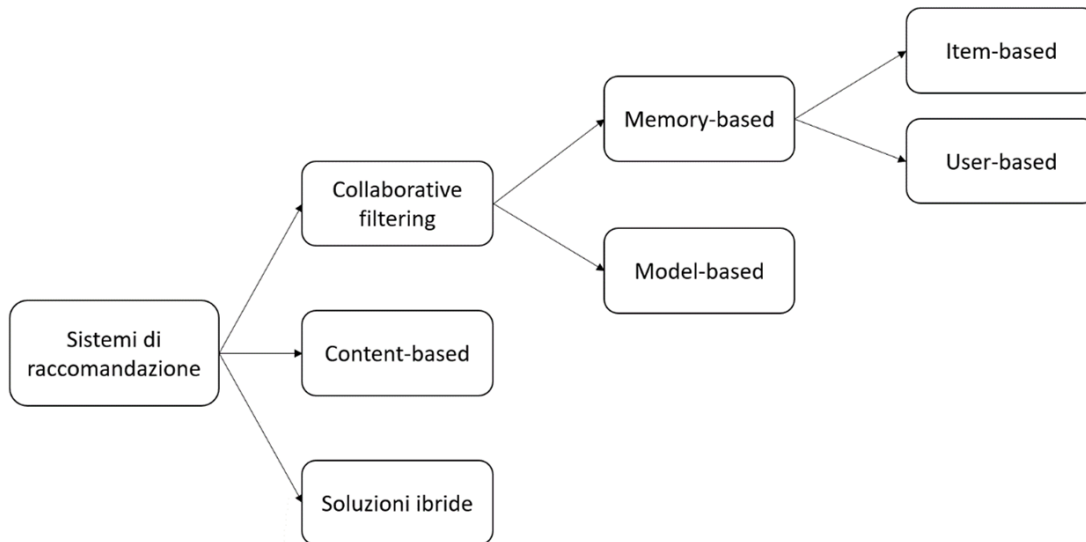 Item-based
Memory-based
User-based
Collaborative
filtering
Model-based
Sistemi di
raccomandazione
Content-based
Soluzioni ibride